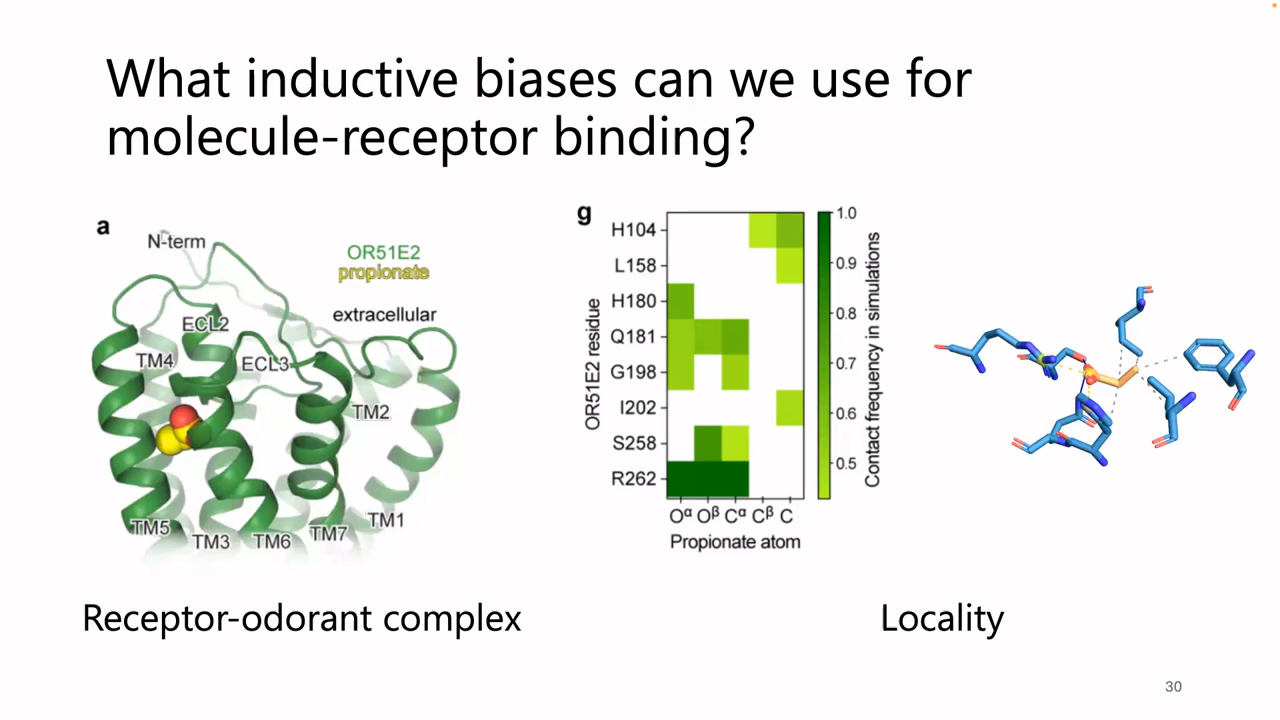 What inductive biases can we use for
molecule-receptor binding?
a
N-term
OR51E2
propionate
extracellular
ECL2
TM4
ECL3
TM2
TM5
TM3
TM6
TM7
TM1
Receptor-odorant complex
g
OR51E2 residue
H104
L158
H180
Q181
G198
I202
S258
R262
Oα Oβ Cα Cβ C
Propionate atom
1.0
0.9
0.8
0.7
0.6
0.5
Contact frequency in simulations
Locality
30